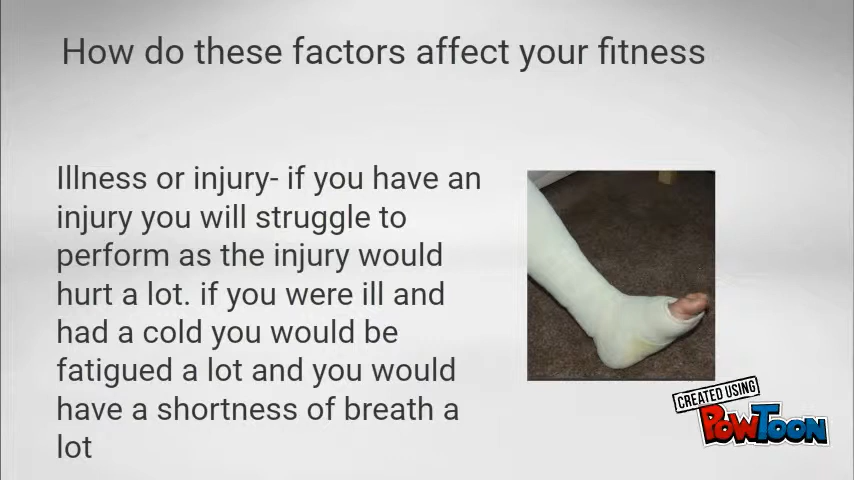 How do these factors affect your fitness
Illness or injury- if you have an
injury you will struggle to
perform as the injury would
hurt a lot. if you were ill and
had a cold you would be
fatigued a lot and you would
have a shortness of breath a
lot
CREATED USING
POWTOON